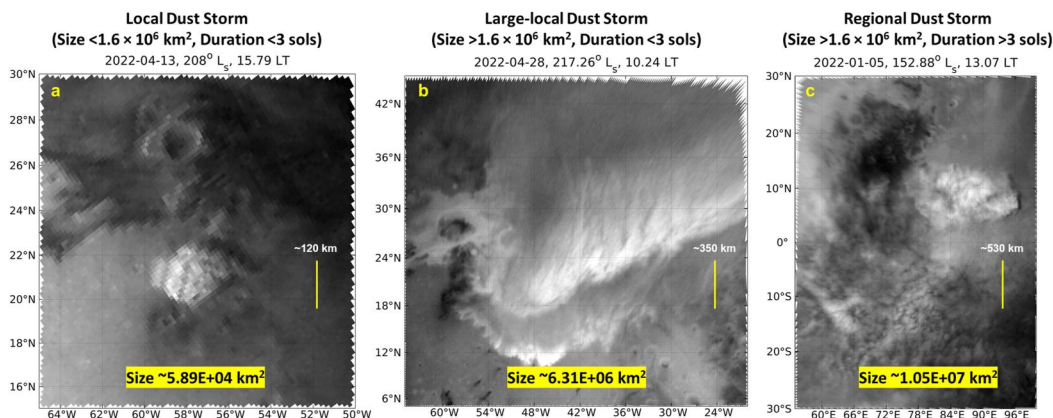 Local Dust Storm
(Size <1.6 × 10⁶ km², Duration <3 sols)
2022-04-13, 208° Lₛ, 15.79 LT
a
30°N
28°N
26°N
24°N
22°N
20°N
18°N
16°N
~120 km
Size ~5.89E+04 km²
64°W 62°W 60°W 58°W 56°W 54°W 52°W 50°W
Large-local Dust Storm
(Size >1.6 × 10⁶ km², Duration <3 sols)
2022-04-28, 217.26° Lₛ, 10.24 LT
b
42°N
36°N
30°N
24°N
18°N
12°N
6°N
~350 km
Size ~6.31E+06 km²
60°W 54°W 48°W 42°W 36°W 30°W 24°W
Regional Dust Storm
(Size >1.6 × 10⁶ km², Duration >3 sols)
2022-01-05, 152.88° Lₛ, 13.07 LT
c
30°N
20°N
10°N
0°
10°S
20°S
30°S
~530 km
Size ~1.05E+07 km²
60°E 66°E 72°E 78°E 84°E 90°E 96°E